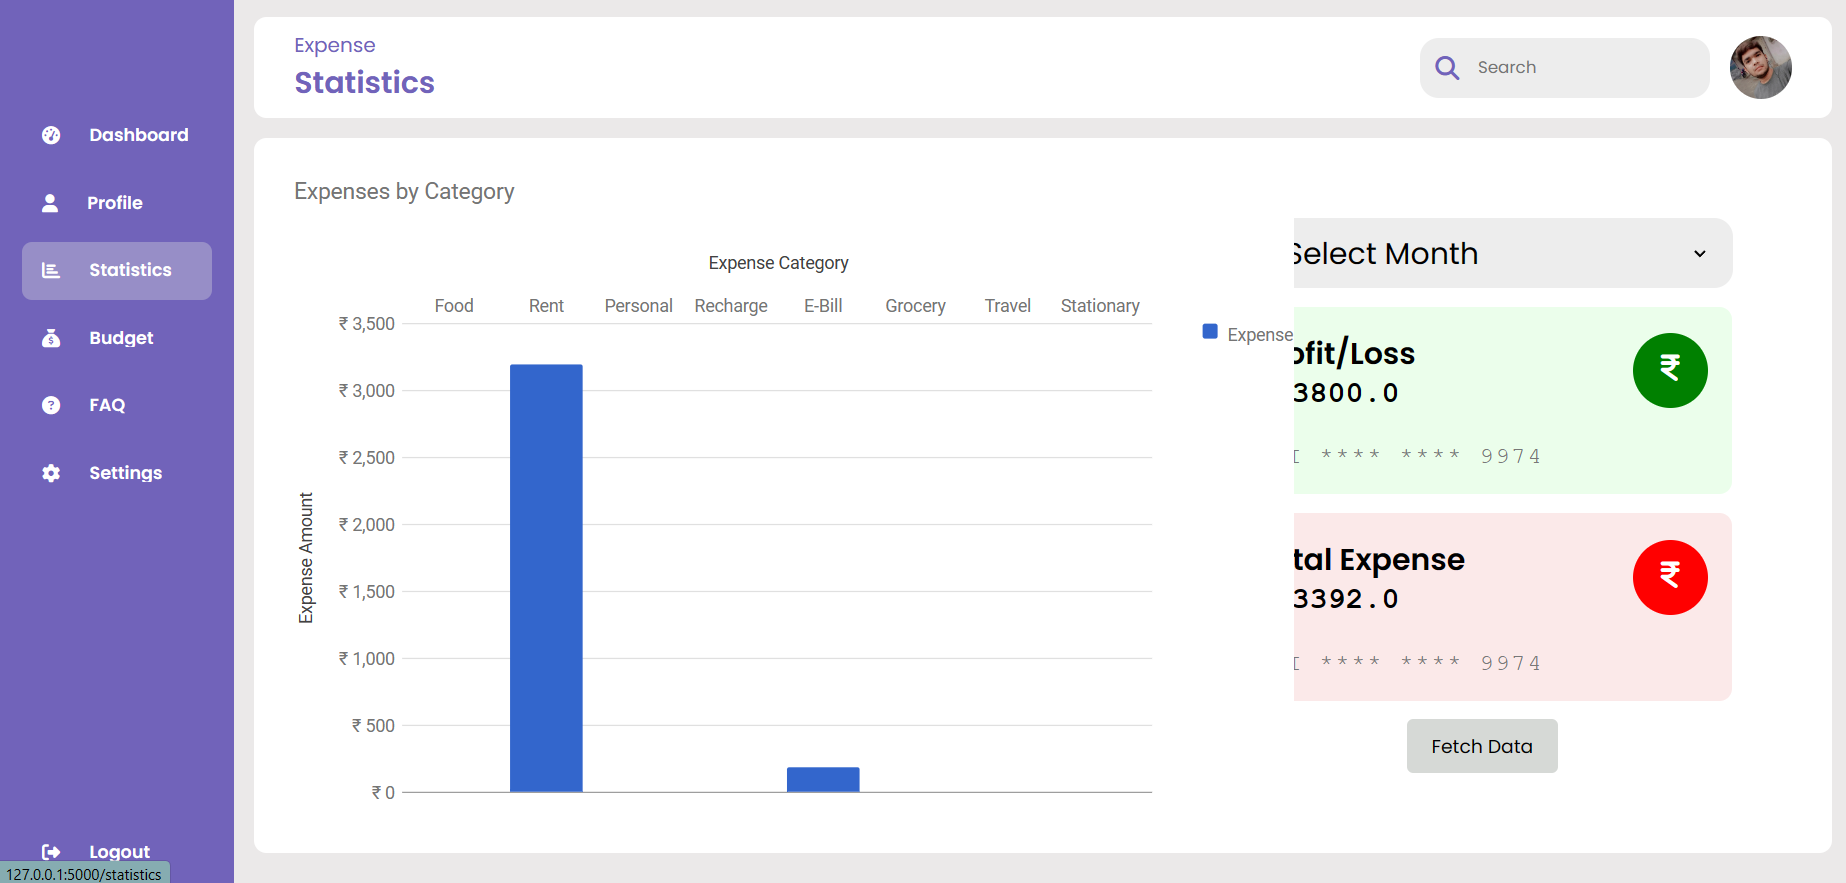 Dashboard
Profile
Statistics
Budget
FAQ
Settings
Logout
127.0.0.1:5000/statistics
Expense
Statistics
Search
Expenses by Category
Expense Category
Food Rent Personal Recharge E-Bill Grocery Travel Stationary
₹ 3,500
₹ 3,000
₹ 2,500
₹ 2,000
₹ 1,500
₹ 1,000
₹ 500
₹ 0
Expense Amount
Expense
Select Month
ofit/Loss
3800.0
**** **** 9974
tal Expense
3392.0
**** **** 9974
Fetch Data